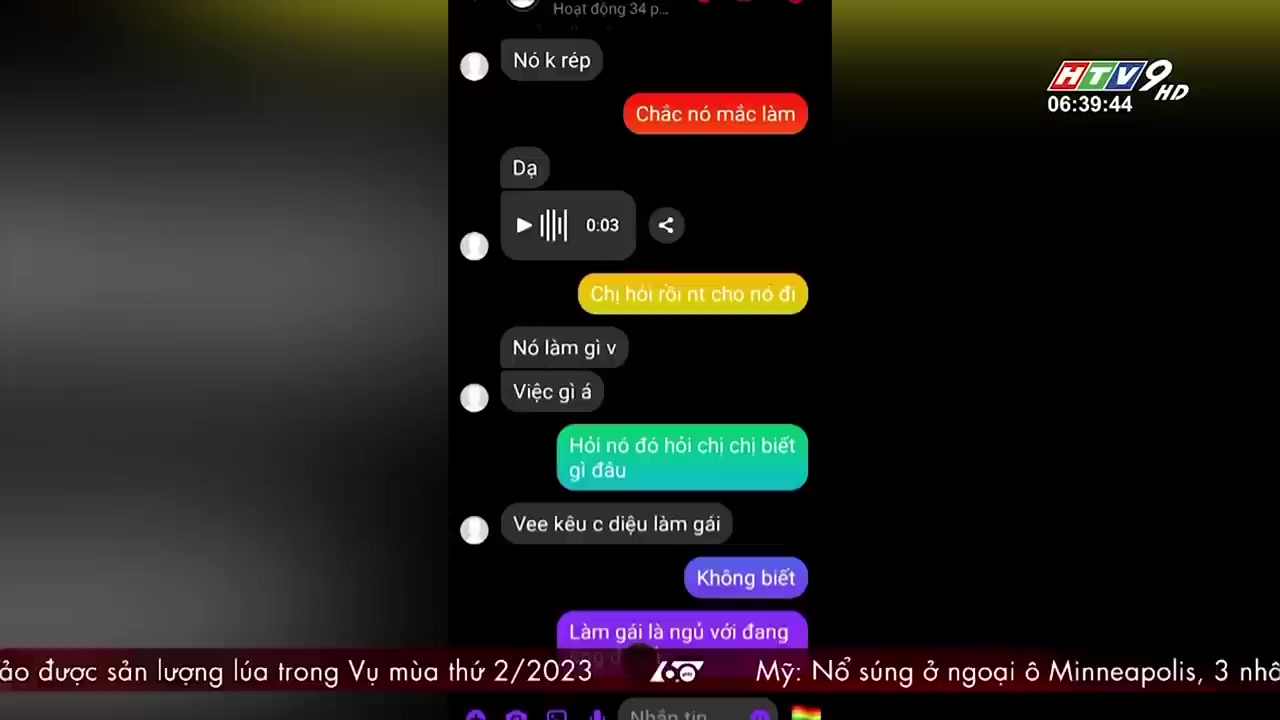 Hoạt động 34 p...
HTV9 HD
06:39:44
Nó k rép
Chắc nó mắc làm
Dạ
0:03
Chị hỏi rồi nt cho nó đi
Nó làm gì v
Việc gì á
Hỏi nó đó hỏi chị chị biết
gì đâu
Vee kêu c diệu làm gái
Không biết
Làm gái là ngủ với đang
ảo được sản lượng lúa trong Vụ mùa thứ 2/2023 60 giây Mỹ: Nổ súng ở ngoại ô Minneapolis, 3 nhâ
Nhắn tin